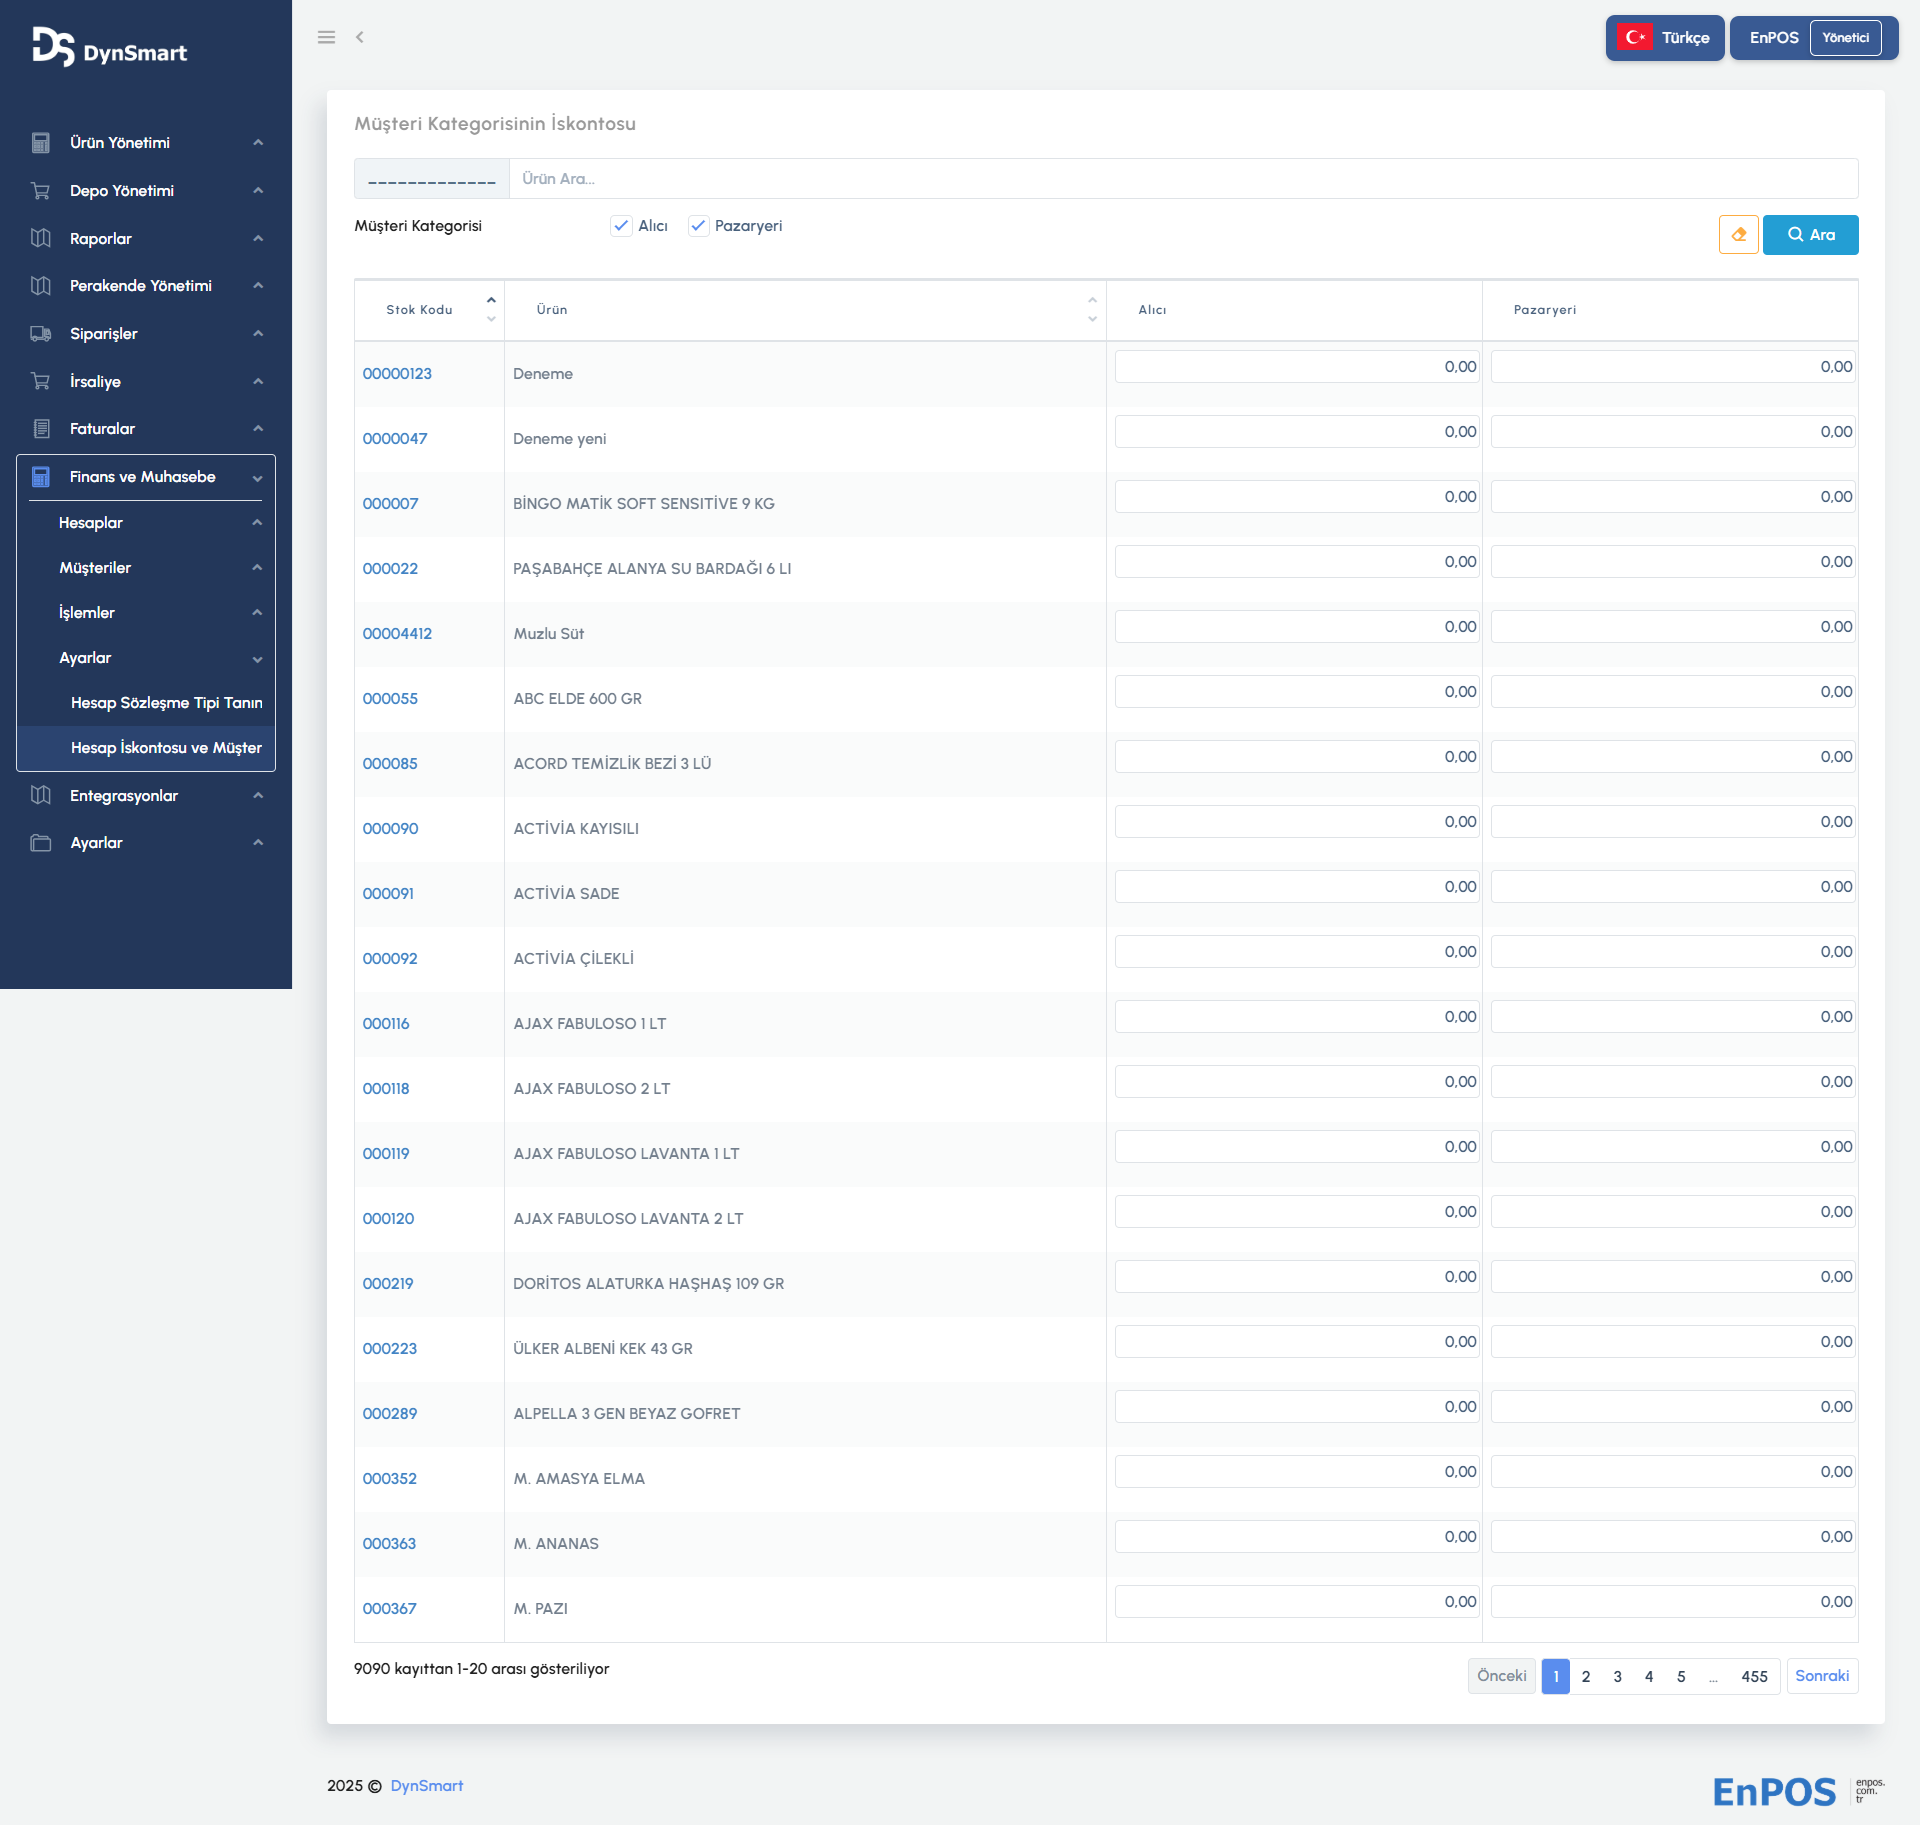 DS DynSmart
Türkçe
EnPOS Yönetici
Ürün Yönetimi
Depo Yönetimi
Raporlar
Perakende Yönetimi
Siparişler
İrsaliye
Faturalar
Finans ve Muhasebe
Hesaplar
Müşteriler
İşlemler
Ayarlar
Hesap Sözleşme Tipi Tanın
Hesap İskontosu ve Müşter
Entegrasyonlar
Ayarlar
Müşteri Kategorisinin İskontosu
_____________ Ürün Ara...
Müşteri Kategorisi Alıcı Pazaryeri Ara
Stok Kodu Ürün Alıcı Pazaryeri
00000123 Deneme 0,00 0,00
0000047 Deneme yeni 0,00 0,00
000007 BİNGO MATİK SOFT SENSITİVE 9 KG 0,00 0,00
000022 PAŞABAHÇE ALANYA SU BARDAĞI 6 LI 0,00 0,00
00004412 Muzlu Süt 0,00 0,00
000055 ABC ELDE 600 GR 0,00 0,00
000085 ACORD TEMİZLİK BEZİ 3 LÜ 0,00 0,00
000090 ACTİVİA KAYISILI 0,00 0,00
000091 ACTİVİA SADE 0,00 0,00
000092 ACTİVİA ÇİLEKLİ 0,00 0,00
000116 AJAX FABULOSO 1 LT 0,00 0,00
000118 AJAX FABULOSO 2 LT 0,00 0,00
000119 AJAX FABULOSO LAVANTA 1 LT 0,00 0,00
000120 AJAX FABULOSO LAVANTA 2 LT 0,00 0,00
000219 DORİTOS ALATURKA HAŞHAŞ 109 GR 0,00 0,00
000223 ÜLKER ALBENİ KEK 43 GR 0,00 0,00
000289 ALPELLA 3 GEN BEYAZ GOFRET 0,00 0,00
000352 M. AMASYA ELMA 0,00 0,00
000363 M. ANANAS 0,00 0,00
000367 M. PAZI 0,00 0,00
9090 kayıttan 1-20 arası gösteriliyor
Önceki 1 2 3 4 5 ... 455 Sonraki
2025 © DynSmart
EnPOS
enpos.
com.
tr